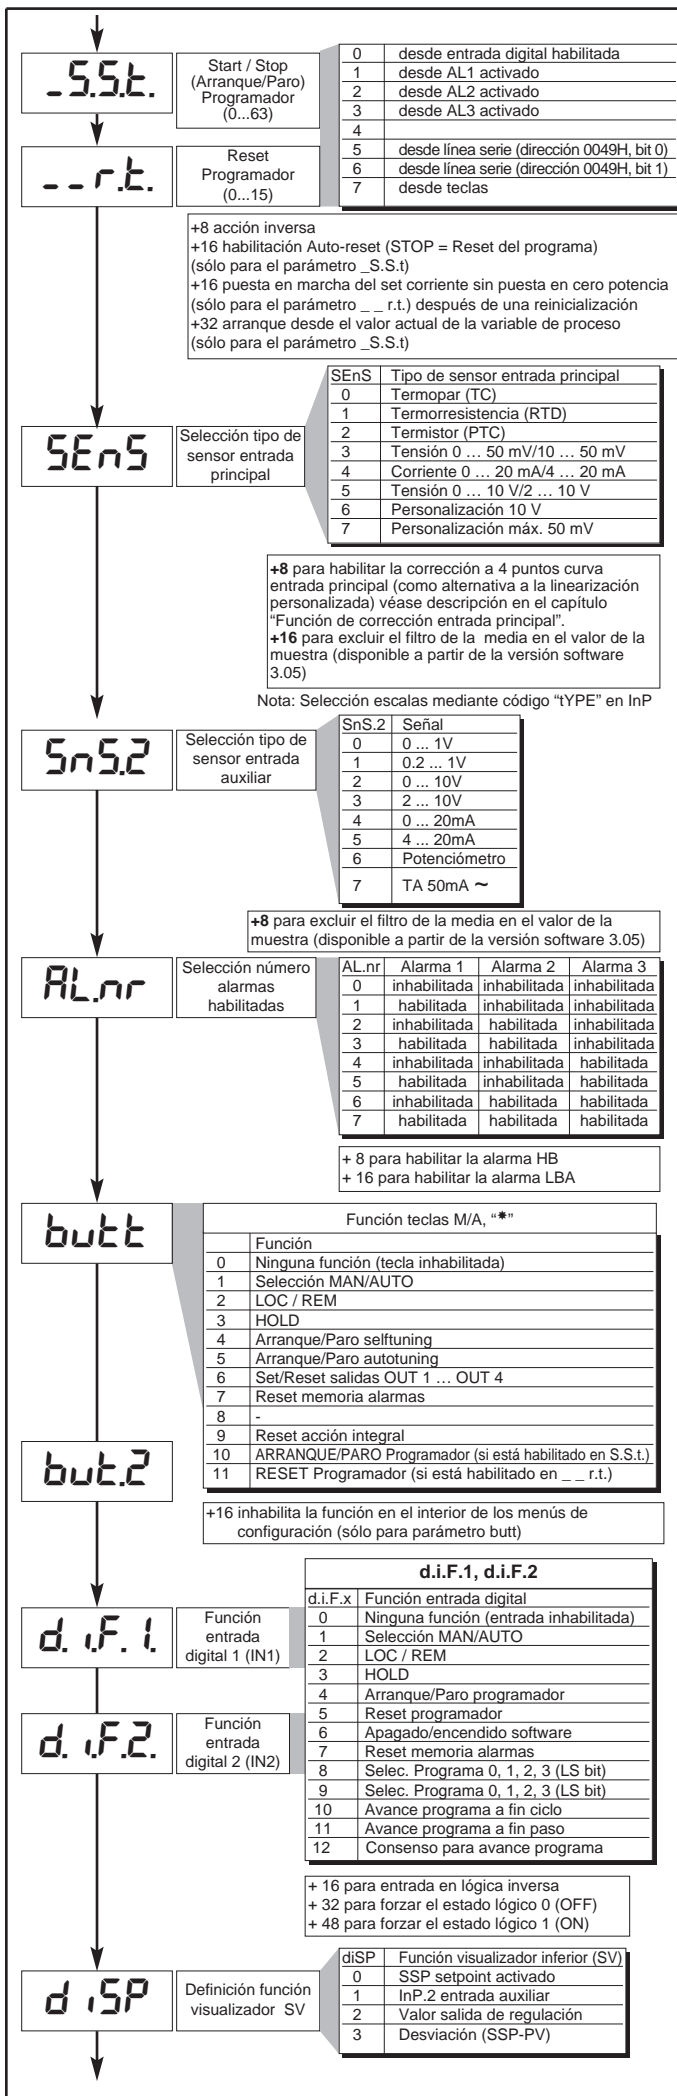 _S.S.t.
Start / Stop
(Arranque/Paro)
Programador
(0...63)
0 desde entrada digital habilitada
1 desde AL1 activado
2 desde AL2 activado
3 desde AL3 activado
4
5 desde línea serie (dirección 0049H, bit 0)
6 desde línea serie (dirección 0049H, bit 1)
7 desde teclas
_ _ r.t.
Reset
Programador
(0...15)
+8 acción inversa
+16 habilitación Auto-reset (STOP = Reset del programa)
(sólo para el parámetro _S.S.t)
+16 puesta en marcha del set corriente sin puesta en cero potencia
(sólo para el parámetro _ _ r.t.) después de una reinicialización
+32 arranque desde el valor actual de la variable de proceso
(sólo para el parámetro _S.S.t)
SEnS
Selección tipo de
sensor entrada
principal
SEnS Tipo de sensor entrada principal
0 Termopar (TC)
1 Termorresistencia (RTD)
2 Termistor (PTC)
3 Tensión 0 … 50 mV/10 … 50 mV
4 Corriente 0 … 20 mA/4 … 20 mA
5 Tensión 0 … 10 V/2 … 10 V
6 Personalización 10 V
7 Personalización máx. 50 mV
+8 para habilitar la corrección a 4 puntos curva
entrada principal (como alternativa a la linearización
personalizada) véase descripción en el capítulo
“Función de corrección entrada principal”.
+16 para excluir el filtro de la media en el valor de la
muestra (disponible a partir de la versión software
3.05)
Nota: Selección escalas mediante código “tYPE” en InP
SnS.2
Selección tipo de
sensor entrada
auxiliar
SnS.2 Señal
0 0 ... 1V
1 0.2 ... 1V
2 0 ... 10V
3 2 ... 10V
4 0 ... 20mA
5 4 ... 20mA
6 Potenciómetro
7 TA 50mA ~
+8 para excluir el filtro de la media en el valor de la
muestra (disponible a partir de la versión software 3.05)
AL.nr
Selección número
alarmas
habilitadas
AL.nr Alarma 1 Alarma 2 Alarma 3
0 inhabilitada inhabilitada inhabilitada
1 habilitada inhabilitada inhabilitada
2 inhabilitada habilitada inhabilitada
3 habilitada habilitada inhabilitada
4 inhabilitada inhabilitada habilitada
5 habilitada inhabilitada habilitada
6 inhabilitada habilitada habilitada
7 habilitada habilitada habilitada
+ 8 para habilitar la alarma HB
+ 16 para habilitar la alarma LBA
butt
Función teclas M/A, “*”
Función
0 Ninguna función (tecla inhabilitada)
1 Selección MAN/AUTO
2 LOC / REM
3 HOLD
4 Arranque/Paro selftuning
5 Arranque/Paro autotuning
6 Set/Reset salidas OUT 1 … OUT 4
7 Reset memoria alarmas
8 -
9 Reset acción integral
10 ARRANQUE/PARO Programador (si está habilitado en S.S.t.)
11 RESET Programador (si está habilitado en _ _ r.t.)
but.2
+16 inhabilita la función en el interior de los menús de
configuración (sólo para parámetro butt)
d.i.F.1, d.i.F.2
d.i.F.x Función entrada digital
0 Ninguna función (entrada inhabilitada)
1 Selección MAN/AUTO
2 LOC / REM
3 HOLD
4 Arranque/Paro programador
5 Reset programador
6 Apagado/encendido software
7 Reset memoria alarmas
8 Selec. Programa 0, 1, 2, 3 (LS bit)
9 Selec. Programa 0, 1, 2, 3 (LS bit)
10 Avance programa a fin ciclo
11 Avance programa a fin paso
12 Consenso para avance programa
d.i.F.1.
Función
entrada
digital 1 (IN1)
d.i.F.2.
Función
entrada
digital 2 (IN2)
+ 16 para entrada en lógica inversa
+ 32 para forzar el estado lógico 0 (OFF)
+ 48 para forzar el estado lógico 1 (ON)
diSP
Definición función
visualizador SV
diSP Función visualizador inferior (SV)
0 SSP setpoint activado
1 InP.2 entrada auxiliar
2 Valor salida de regulación
3 Desviación (SSP-PV)